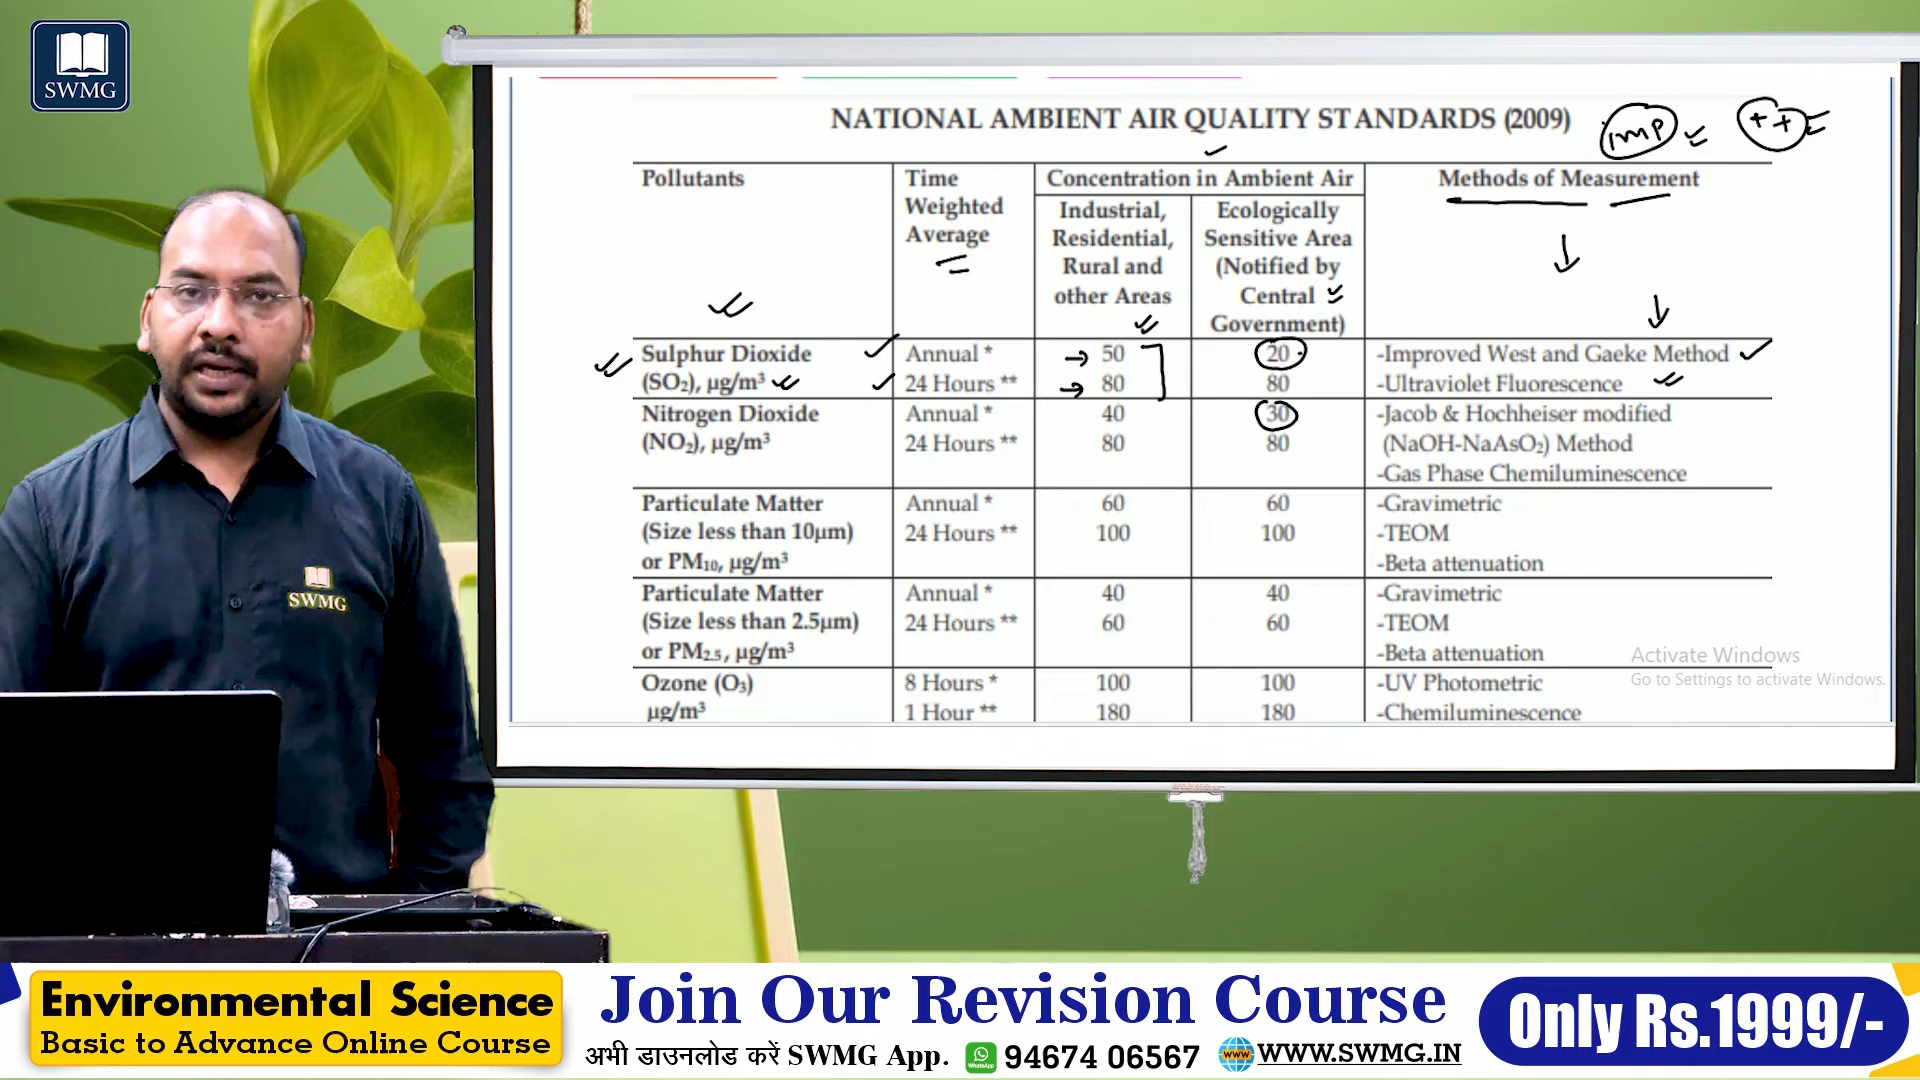 SWMG
NATIONAL AMBIENT AIR QUALITY STANDARDS (2009)
imp
++
Pollutants
Time Weighted Average
Concentration in Ambient Air
Methods of Measurement
Industrial, Residential, Rural and other Areas
Ecologically Sensitive Area (Notified by Central Government)
Sulphur Dioxide Annual * 50 20 -Improved West and Gaeke Method
(SO₂), µg/m³ 24 Hours ** 80 80 -Ultraviolet Fluorescence
Nitrogen Dioxide Annual * 40 30 -Jacob & Hochheiser modified
(NO₂), µg/m³ 24 Hours ** 80 80 (NaOH-NaAsO₂) Method
-Gas Phase Chemiluminescence
Particulate Matter Annual * 60 60 -Gravimetric
(Size less than 10µm) 24 Hours ** 100 100 -TEOM
or PM₁₀, µg/m³ -Beta attenuation
Particulate Matter Annual * 40 40 -Gravimetric
(Size less than 2.5µm) 24 Hours ** 60 60 -TEOM
or PM₂.₅, µg/m³ -Beta attenuation
Ozone (O₃) 8 Hours * 100 100 -UV Photometric
µg/m³ 1 Hour ** 180 180 -Chemiluminescence
Activate Windows
Go to Settings to activate Windows.
SWMG
Environmental Science
Basic to Advance Online Course
Join Our Revision Course
अभी डाउनलोड करें SWMG App. WhatsApp 94667 06567 www WWW.SWMG.IN
Only Rs.1999/-